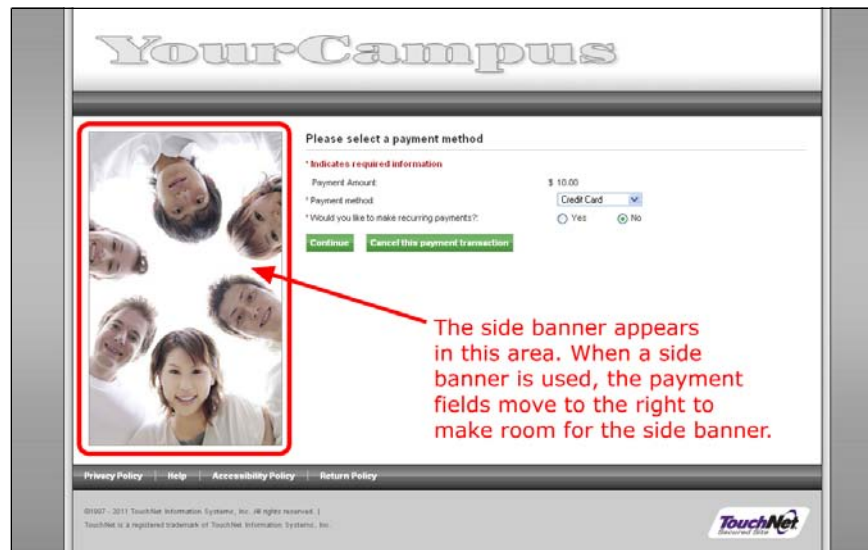 YourCampus
Please select a payment method
* Indicates required information
Payment Amount: $ 10.00
* Payment method: Credit Card
* Would you like to make recurring payments?: Yes No
Continue Cancel this payment transaction
The side banner appears
in this area. When a side
banner is used, the payment
fields move to the right to
make room for the side banner.
Privacy Policy | Help | Accessibility Policy | Return Policy
©1997 - 2011 TouchNet Information Systems, Inc. All rights reserved. |
TouchNet is a registered trademark of TouchNet Information Systems, Inc.
TouchNet
Secured Site